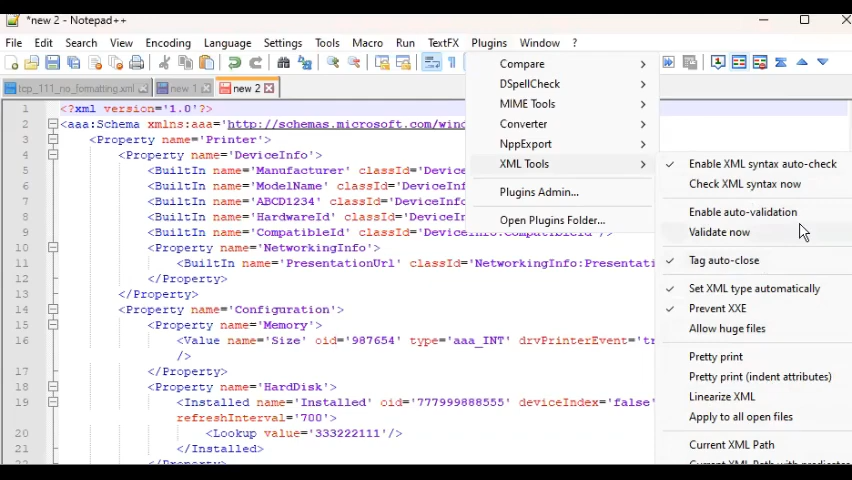 *new 2 - Notepad++
File Edit Search View Encoding Language Settings Tools Macro Run TextFX Plugins Window ?
tcp_111_no_formatting.xml new 1 new 2
Compare
DSpellCheck
MIME Tools
Converter
NppExport
XML Tools
Plugins Admin...
Open Plugins Folder...
Enable XML syntax auto-check
Check XML syntax now
Enable auto-validation
Validate now
Tag auto-close
Set XML type automatically
Prevent XXE
Allow huge files
Pretty print
Pretty print (indent attributes)
Linearize XML
Apply to all open files
Current XML Path
Current XML Path with predicates
1 <?xml version='1.0'?>
2 <aaa:Schema xmlns:aaa='http://schemas.microsoft.com/wind
3 <Property name='Printer'>
4 <Property name='DeviceInfo'>
5 <BuiltIn name='Manufacturer' classId='Device
6 <BuiltIn name='ModelName' classId='DeviceI
7 <BuiltIn name='ABCD1234' classId='DeviceIn
8 <BuiltIn name='HardwareId' classId='Device
9 <BuiltIn name='CompatibleId' classId='DeviceInfo:CompatibleId'/>
10 <Property name='NetworkingInfo'>
11 <BuiltIn name='PresentationUrl' classId='NetworkingInfo:Presentati
12 </Property>
13 </Property>
14 <Property name='Configuration'>
15 <Property name='Memory'>
16 <Value name='Size' oid='987654' type='aaa_INT' drvPrinterEvent='tr
/>
17 </Property>
18 <Property name='HardDisk'>
19 <Installed name='Installed' oid='777999888555' deviceIndex='false'
refreshInterval='700'>
20 <Lookup value='333222111'/>
21 </Installed>
22 </Property>